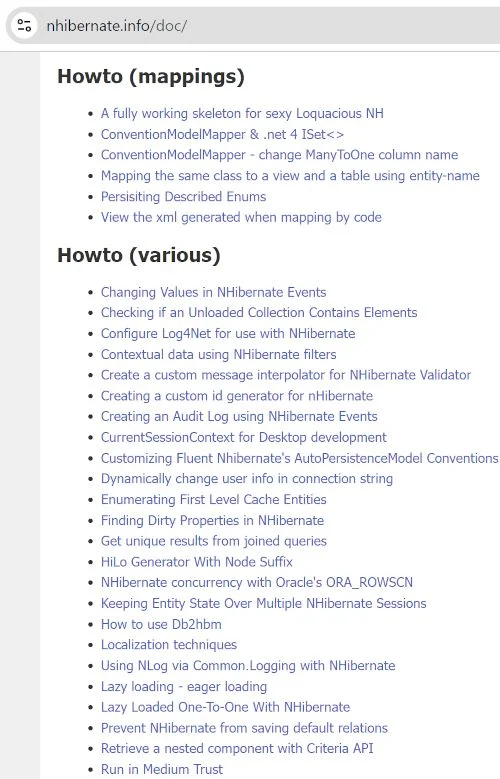 nhibernate.info/doc/
Howto (mappings)
A fully working skeleton for sexy Loquacious NH
ConventionModelMapper & .net 4 ISet<>
ConventionModelMapper - change ManyToOne column name
Mapping the same class to a view and a table using entity-name
Persisiting Described Enums
View the xml generated when mapping by code
Howto (various)
Changing Values in NHibernate Events
Checking if an Unloaded Collection Contains Elements
Configure Log4Net for use with NHibernate
Contextual data using NHibernate filters
Create a custom message interpolator for NHibernate Validator
Creating a custom id generator for nHibernate
Creating an Audit Log using NHibernate Events
CurrentSessionContext for Desktop development
Customizing Fluent Nhibernate's AutoPersistenceModel Conventions
Dynamically change user info in connection string
Enumerating First Level Cache Entities
Finding Dirty Properties in NHibernate
Get unique results from joined queries
HiLo Generator With Node Suffix
NHibernate concurrency with Oracle's ORA_ROWSCN
Keeping Entity State Over Multiple NHibernate Sessions
How to use Db2hbm
Localization techniques
Using NLog via Common.Logging with NHibernate
Lazy loading - eager loading
Lazy Loaded One-To-One With NHibernate
Prevent NHibernate from saving default relations
Retrieve a nested component with Criteria API
Run in Medium Trust